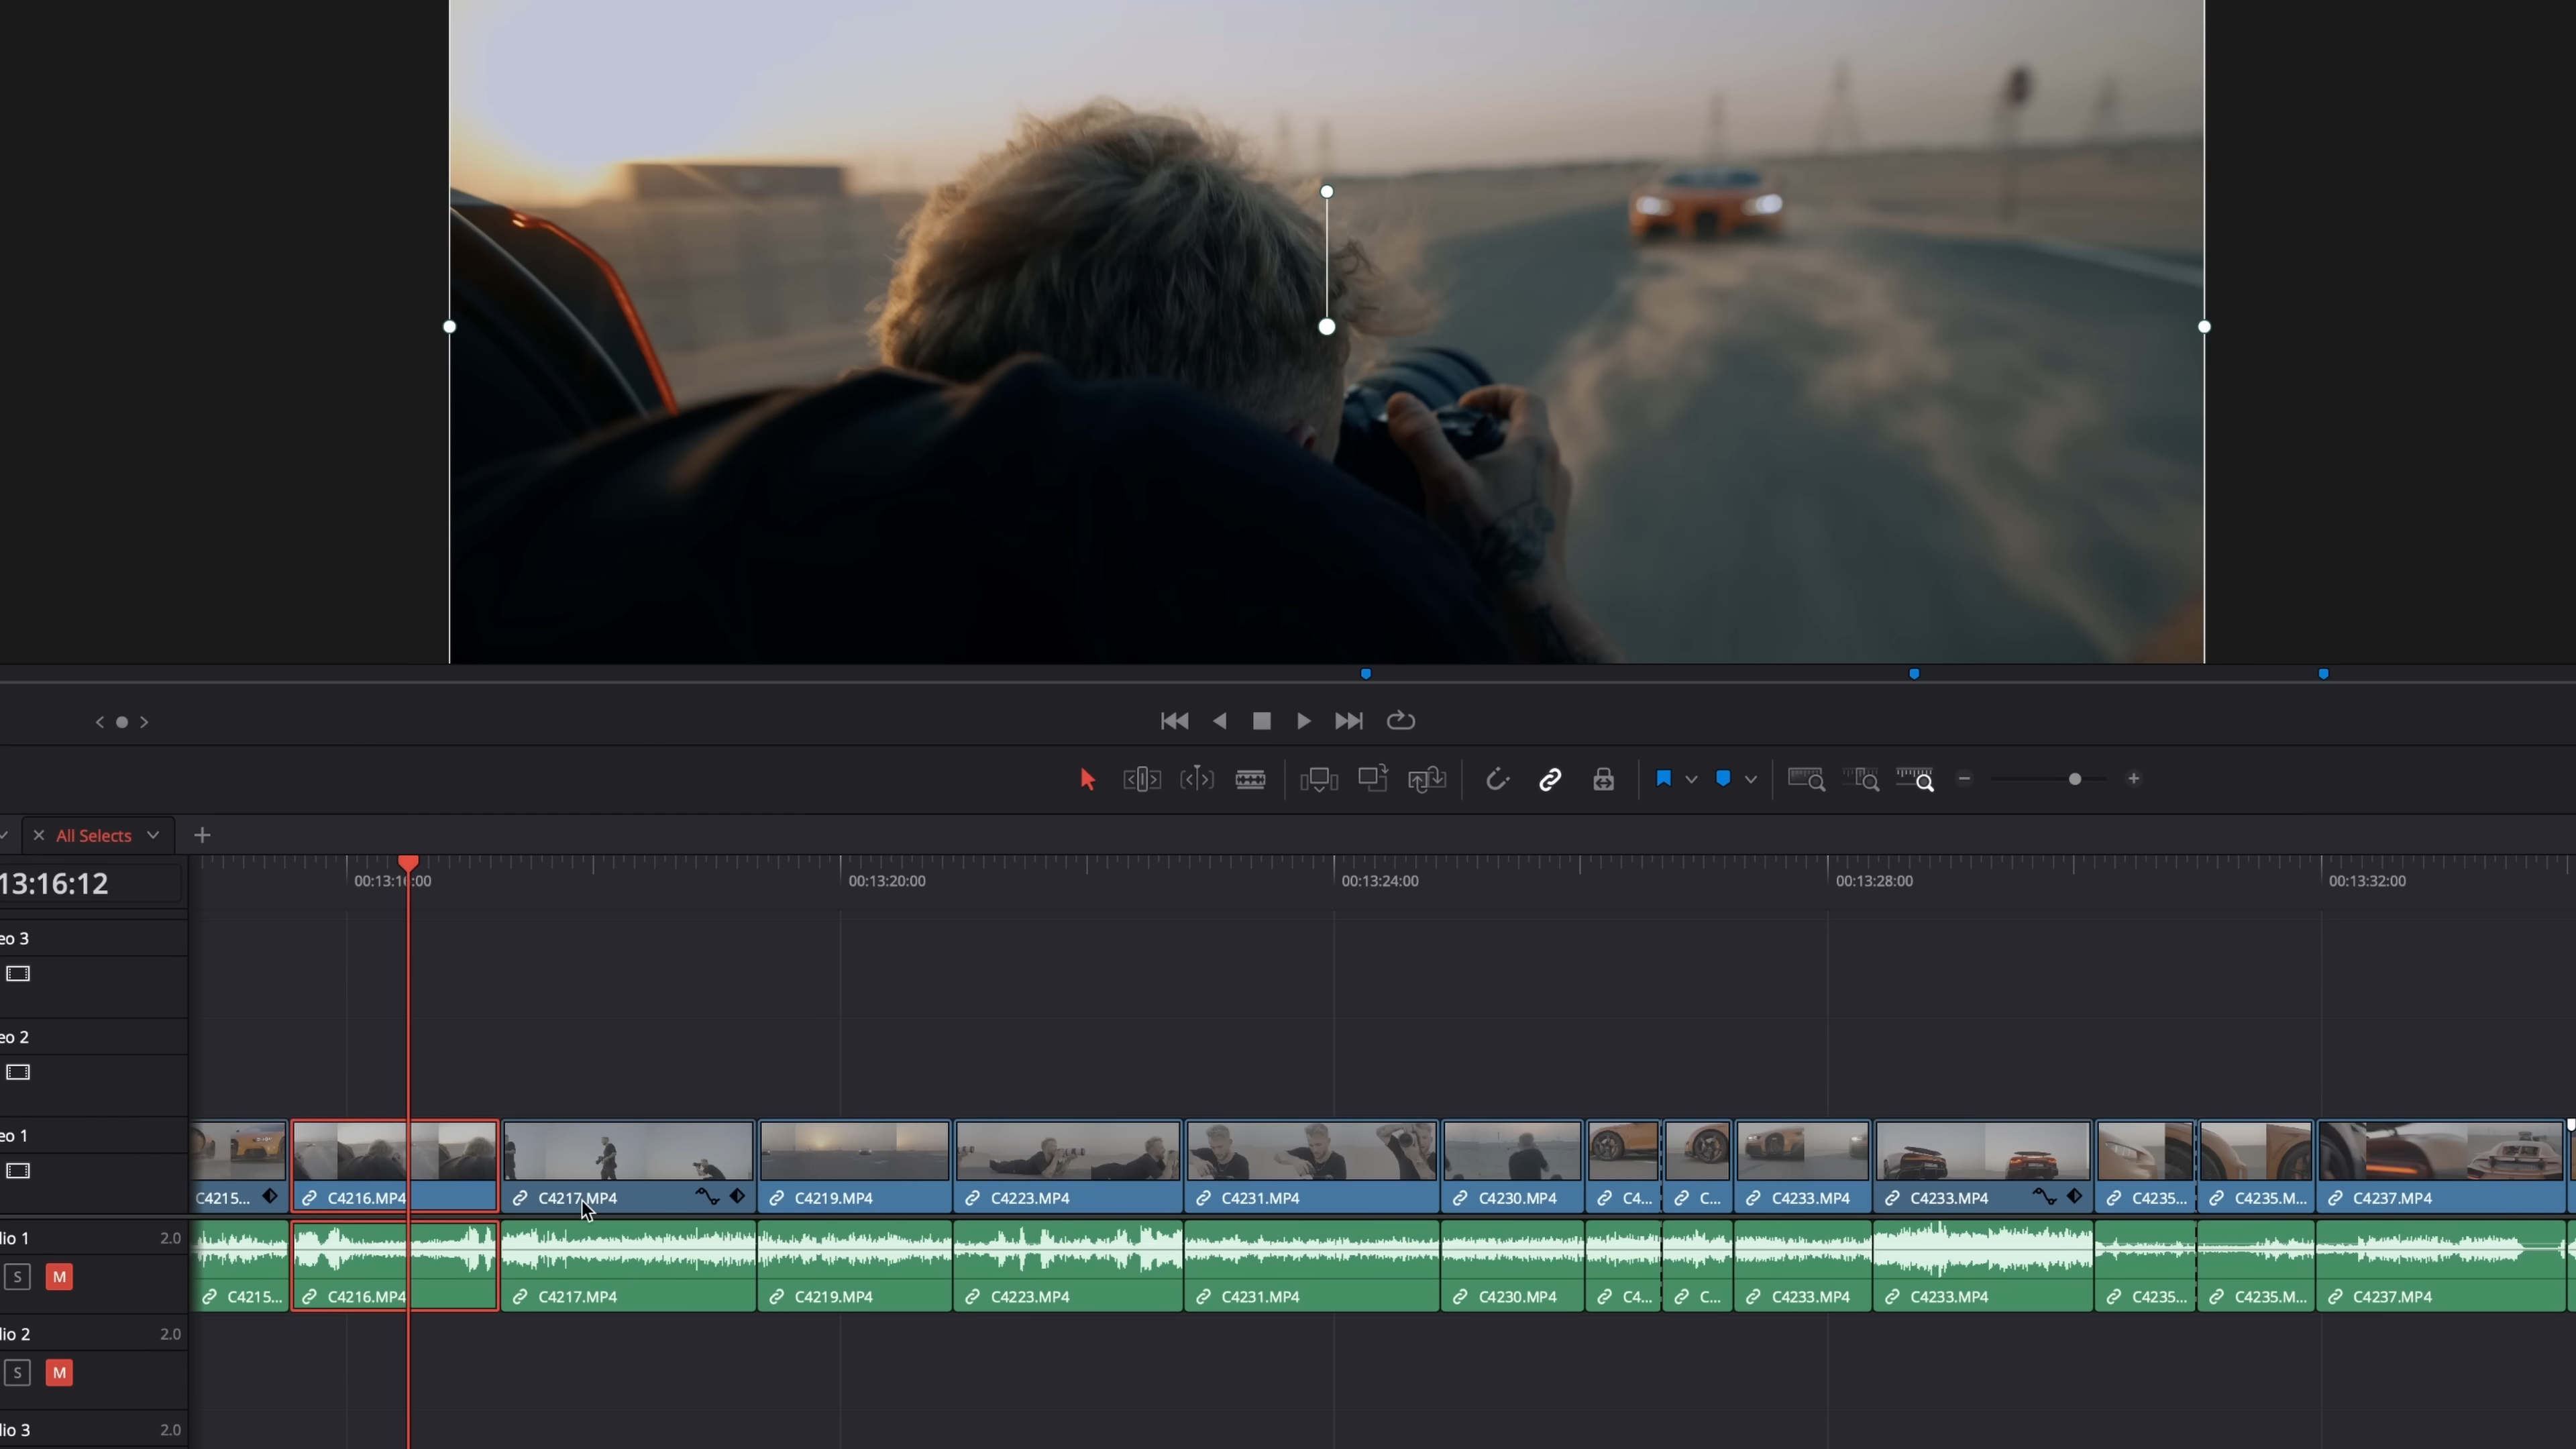 All Selects
13:16:12
00:13:16:00 00:13:20:00 00:13:24:00 00:13:28:00 00:13:32:00
eo 3
eo 2
eo 1
C4215... C4216.MP4 C4217.MP4 C4219.MP4 C4223.MP4 C4231.MP4 C4230.MP4 C4... C... C4233.MP4 C4233.MP4 C4235... C4235.M... C4237.MP4
dio 1 2.0
S M
C4215... C4216.MP4 C4217.MP4 C4219.MP4 C4223.MP4 C4231.MP4 C4230.MP4 C4... C... C4233.MP4 C4233.MP4 C4235... C4235.M... C4237.MP4
dio 2 2.0
S M
dio 3 2.0